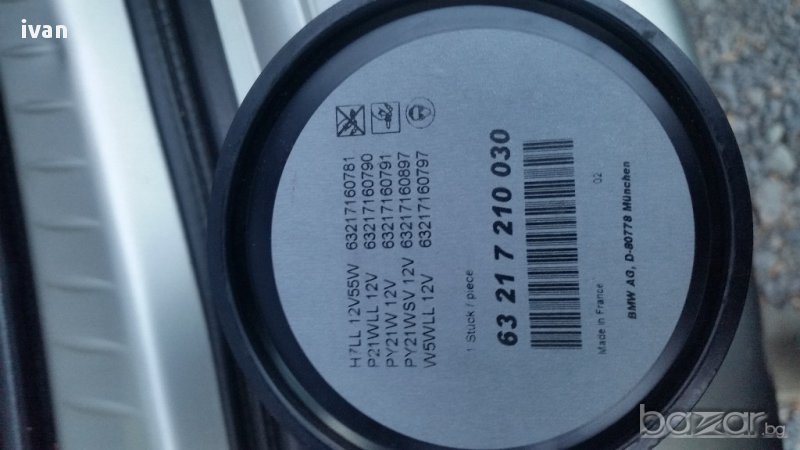 ivan
H7LL 12V55W 63217160781
P21WLL 12V 63217160790
PY21W 12V 63217160791
PY21WSV 12V 63217160897
W5WLL 12V 63217160797
1 Stück / piece
63 21 7 210 030
02
Made in France
BMW AG, D-80778 München
bazar.bg